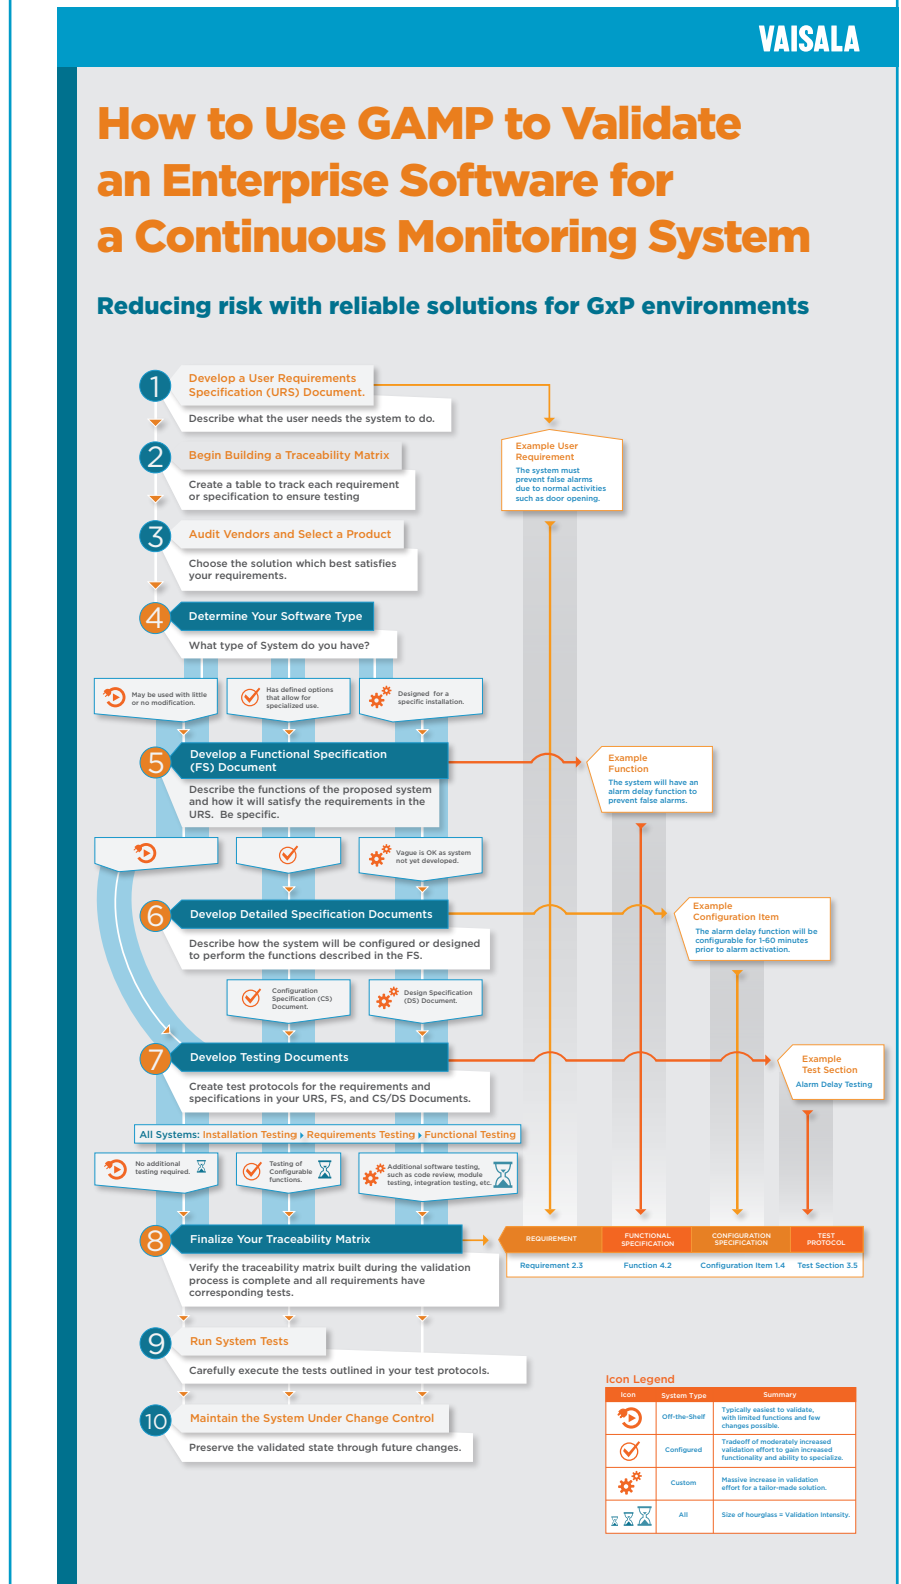 VAISALA
How to Use GAMP to Validate
an Enterprise Software for
a Continuous Monitoring System
Reducing risk with reliable solutions for GxP environments
1
Develop a User Requirements
Specification (URS) Document.
Describe what the user needs the system to do.
Example User
Requirement
The system must
prevent false alarms
due to normal activities
such as door opening.
2
Begin Building a Traceability Matrix
Create a table to track each requirement
or specification to ensure testing
3
Audit Vendors and Select a Product
Choose the solution which best satisfies
your requirements.
4
Determine Your Software Type
What type of System do you have?
May be used with little
or no modification.
Has defined options
that allow for
specialized use.
Designed for a
specific installation.
5
Develop a Functional Specification
(FS) Document
Describe the functions of the proposed system
and how it will satisfy the requirements in the
URS. Be specific.
Example
Function
The system will have an
alarm delay function to
prevent false alarms.
Vague is OK as system
not yet developed.
6
Develop Detailed Specification Documents
Describe how the system will be configured or designed
to perform the functions described in the FS.
Example
Configuration Item
The alarm delay function will be
configurable for 1-60 minutes
prior to alarm activation.
Configuration
Specification (CS)
Document.
Design Specification
(DS) Document.
7
Develop Testing Documents
Create test protocols for the requirements and
specifications in your URS, FS, and CS/DS Documents.
Example
Test Section
Alarm Delay Testing
All Systems: Installation Testing Requirements Testing Functional Testing
No additional
testing required.
Testing of
Configurable
functions.
Additional software testing,
such as code review, module
testing, integration testing, etc.
8
Finalize Your Traceability Matrix
Verify the traceability matrix built during the validation
process is complete and all requirements have
corresponding tests.
REQUIREMENT
FUNCTIONAL
SPECIFICATION
CONFIGURATION
SPECIFICATION
TEST
PROTOCOL
Requirement 2.3
Function 4.2
Configuration Item 1.4
Test Section 3.5
9
Run System Tests
Carefully execute the tests outlined in your test protocols.
10
Maintain the System Under Change Control
Preserve the validated state through future changes.
Icon Legend
Icon
System Type
Summary
Off-the-Shelf
Typically easiest to validate,
with limited functions and few
changes possible.
Configured
Tradeoff of moderately increased
validation effort to gain increased
functionality and ability to specialize.
Custom
Massive increase in validation
effort for a tailor-made solution.
All
Size of hourglass = Validation Intensity.